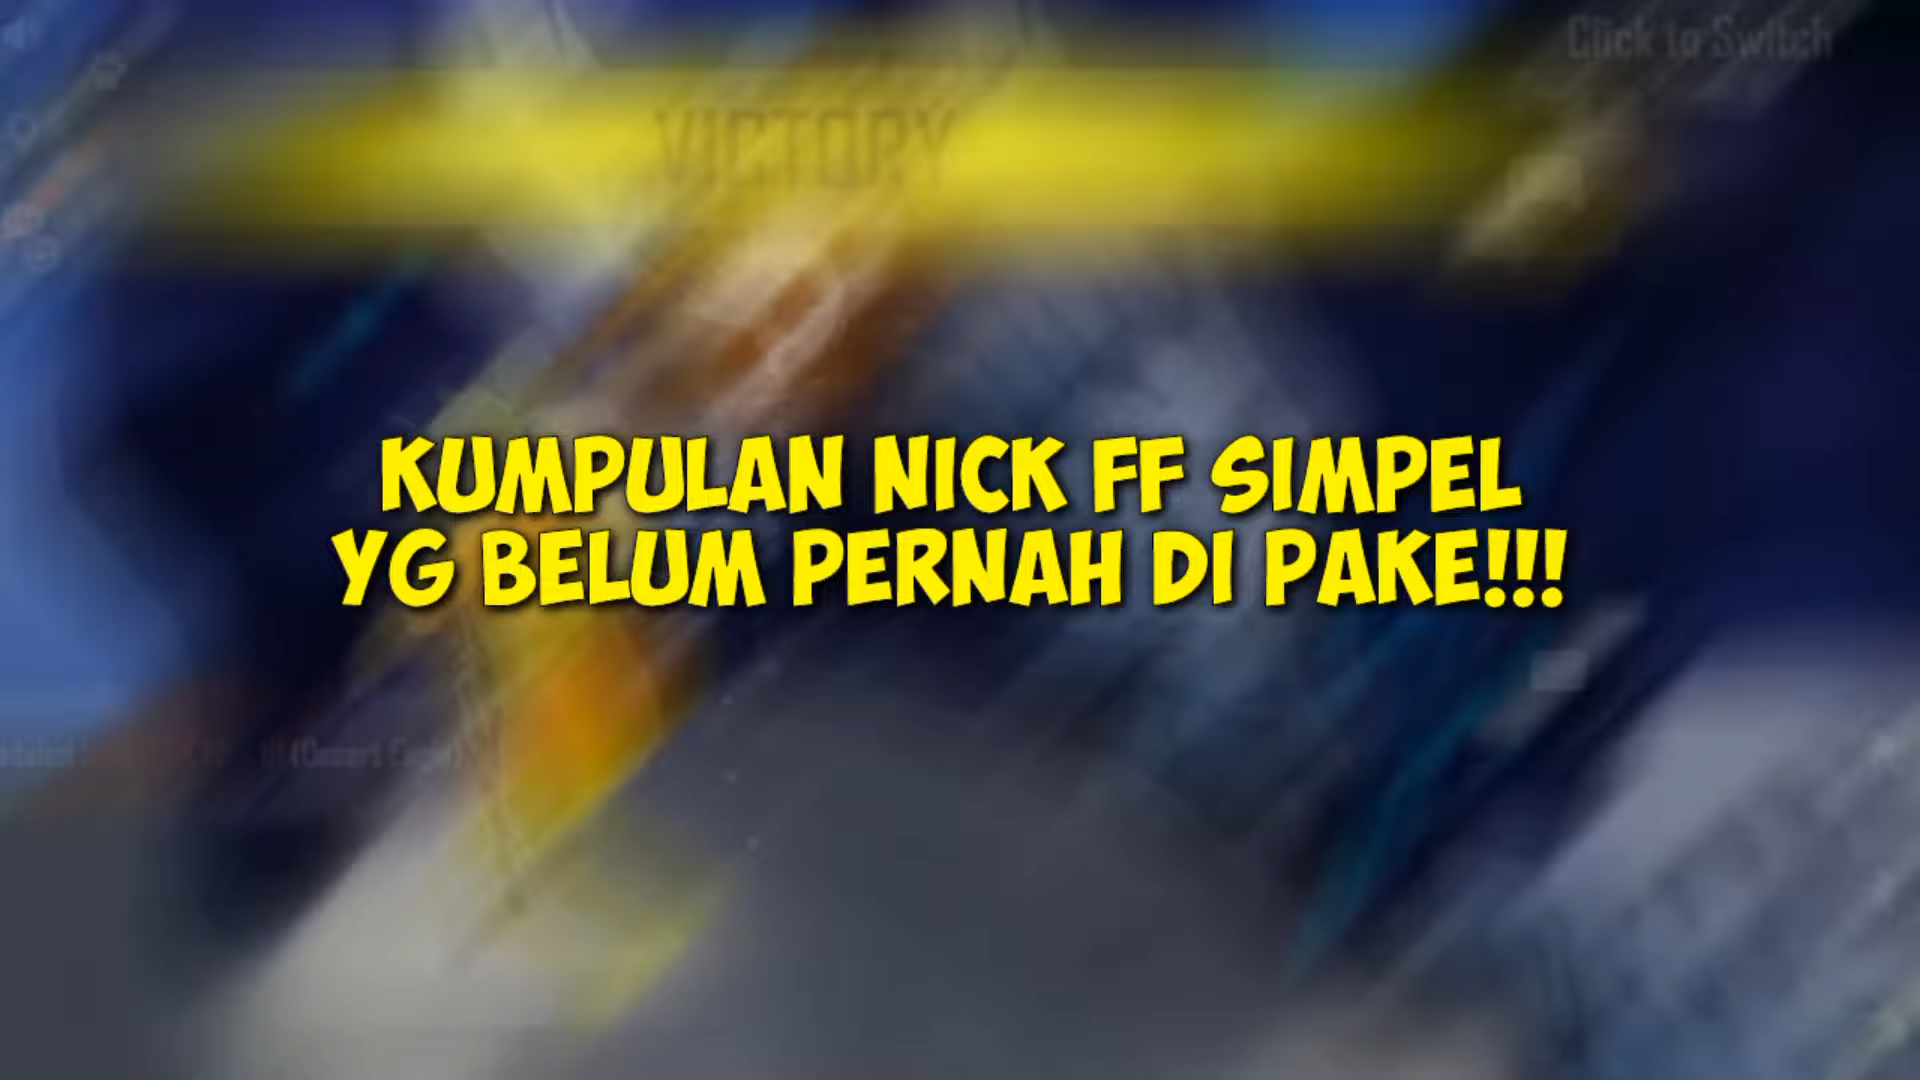 Click to Switch
VICTORY
KUMPULAN NICK FF SIMPEL
YG BELUM PERNAH DI PAKE!!!